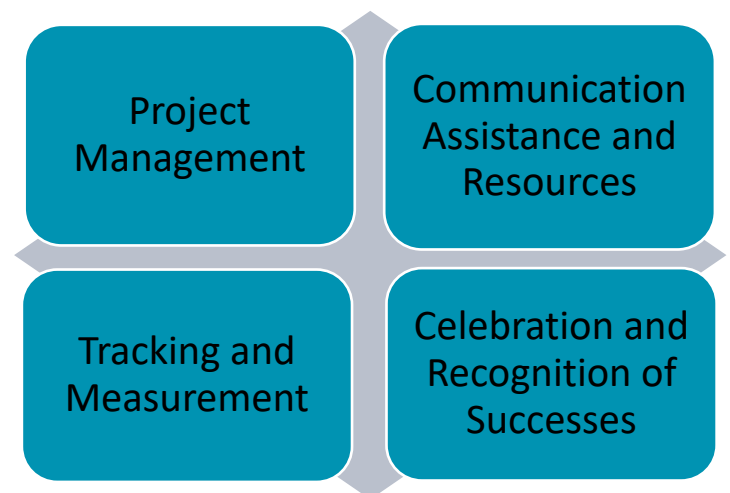 Project
Management
Communication
Assistance and
Resources
Tracking and
Measurement
Celebration and
Recognition of
Successes